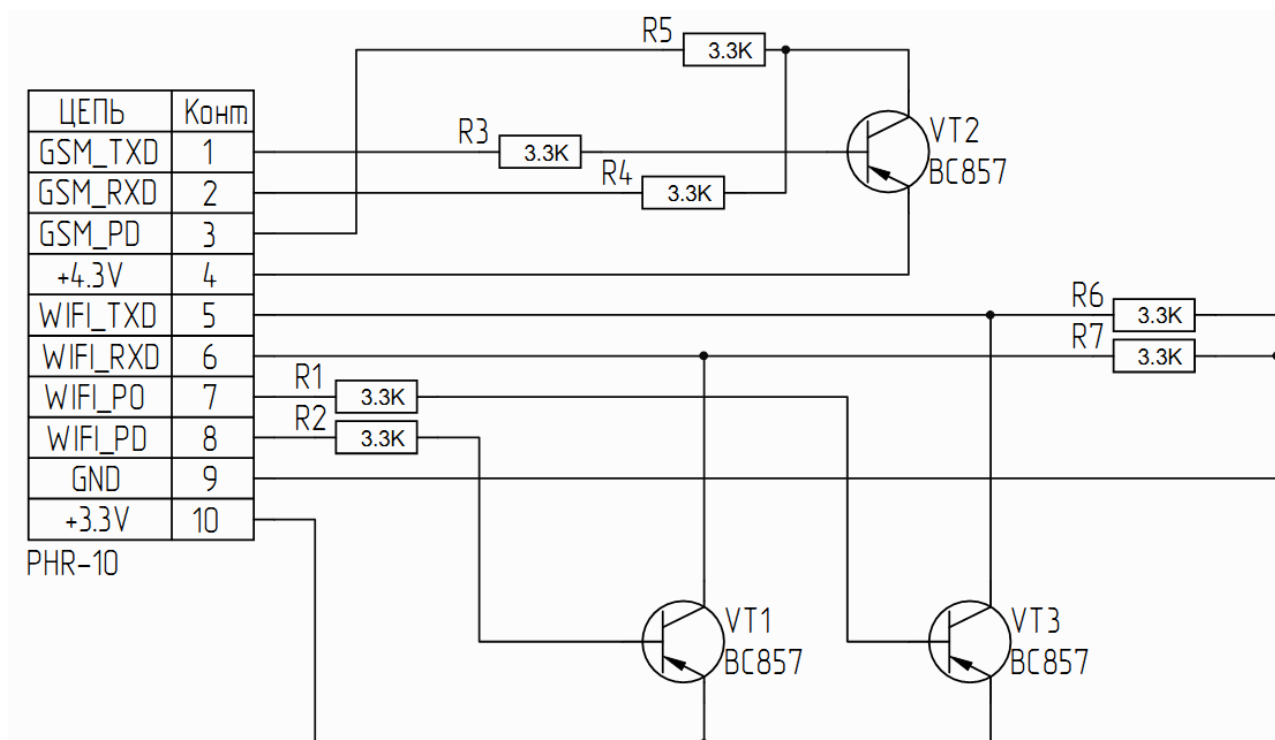 R5
3.3K
ЦЕПЬ Конт
GSM_TXD 1
R3
3.3K
VT2
BC857
GSM_RXD 2
R4
3.3K
GSM_PD 3
+4.3V 4
WIFI_TXD 5
R6
3.3K
WIFI_RXD 6
R7
3.3K
WIFI_PO 7
R1
3.3K
WIFI_PD 8
R2
3.3K
GND 9
+3.3V 10
PHR-10
VT1
BC857
VT3
BC857